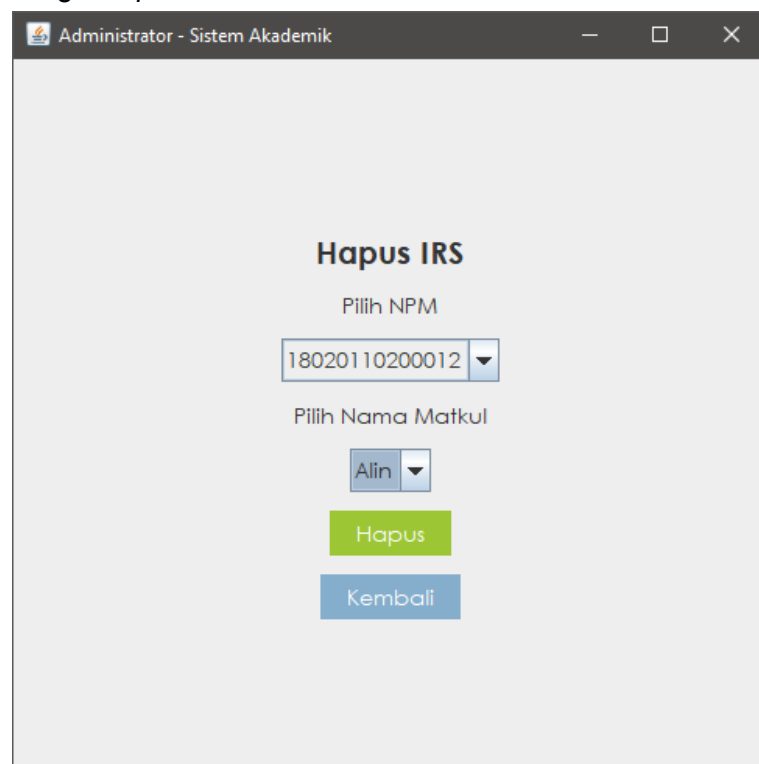 Administrator - Sistem Akademik
Hapus IRS
Pilih NPM
18020110200012
Pilih Nama Matkul
Alin
Hapus
Kembali